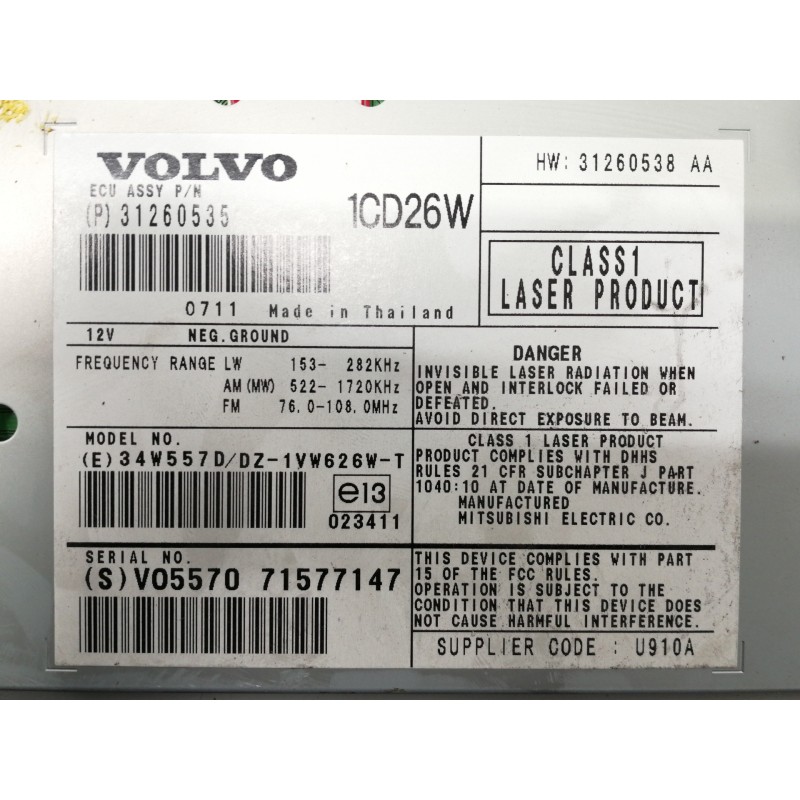 VOLVO
ECU ASSY P/N
(P) 31260535
1CD26W
0711 Made in Thailand
HW: 31260538 AA
CLASS1
LASER PRODUCT
12V NEG.GROUND
FREQUENCY RANGE LW 153- 282KHz
AM (MW) 522- 1720KHz
FM 76.0-108.0MHz
MODEL NO.
(E) 34W557D/DZ-1VW626W-T
e13
023411
SERIAL NO.
(S) V05570 71577147
DANGER
INVISIBLE LASER RADIATION WHEN
OPEN AND INTERLOCK FAILED OR
DEFEATED.
AVOID DIRECT EXPOSURE TO BEAM.
CLASS 1 LASER PRODUCT
PRODUCT COMPLIES WITH DHHS
RULES 21 CFR SUBCHAPTER J PART
1040:10 AT DATE OF MANUFACTURE.
MANUFACTURED
MITSUBISHI ELECTRIC CO.
THIS DEVICE COMPLIES WITH PART
15 OF THE FCC RULES.
OPERATION IS SUBJECT TO THE
CONDITION THAT THIS DEVICE DOES
NOT CAUSE HARMFUL INTERFERENCE.
SUPPLIER CODE : U910A